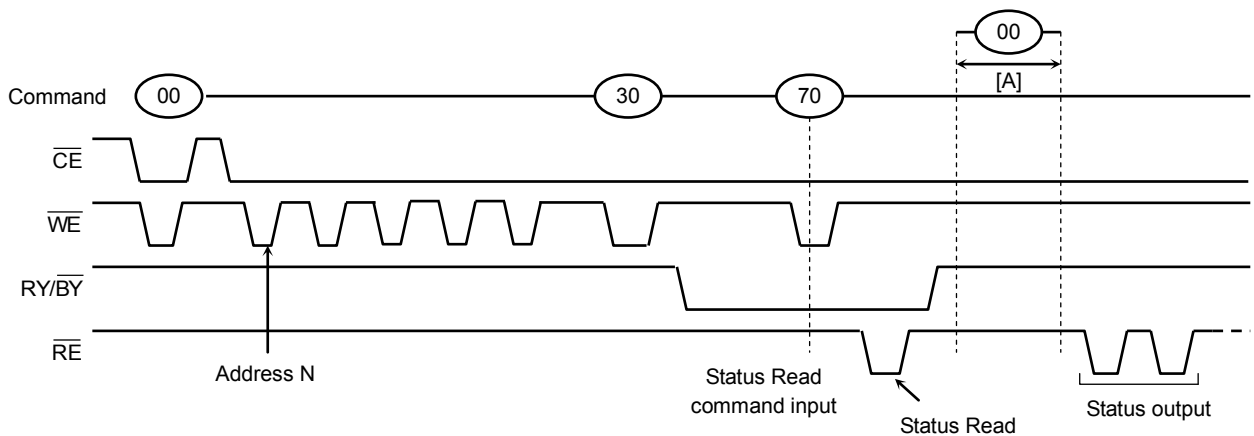 00
[A]
Command
00
30
70
CE
WE
RY/BY
RE
Address N
Status Read
command input
Status Read
Status output